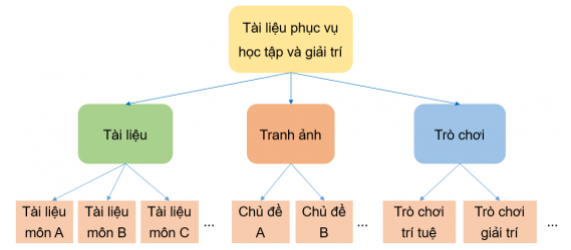 Tài liệu phục vụ
học tập và giải trí
Tài liệu
Tranh ảnh
Trò chơi
Tài liệu
môn A
Tài liệu
môn B
Tài liệu
môn C
...
Chủ đề
A
Chủ đề
B
...
Trò chơi
trí tuệ
Trò chơi
giải trí
...